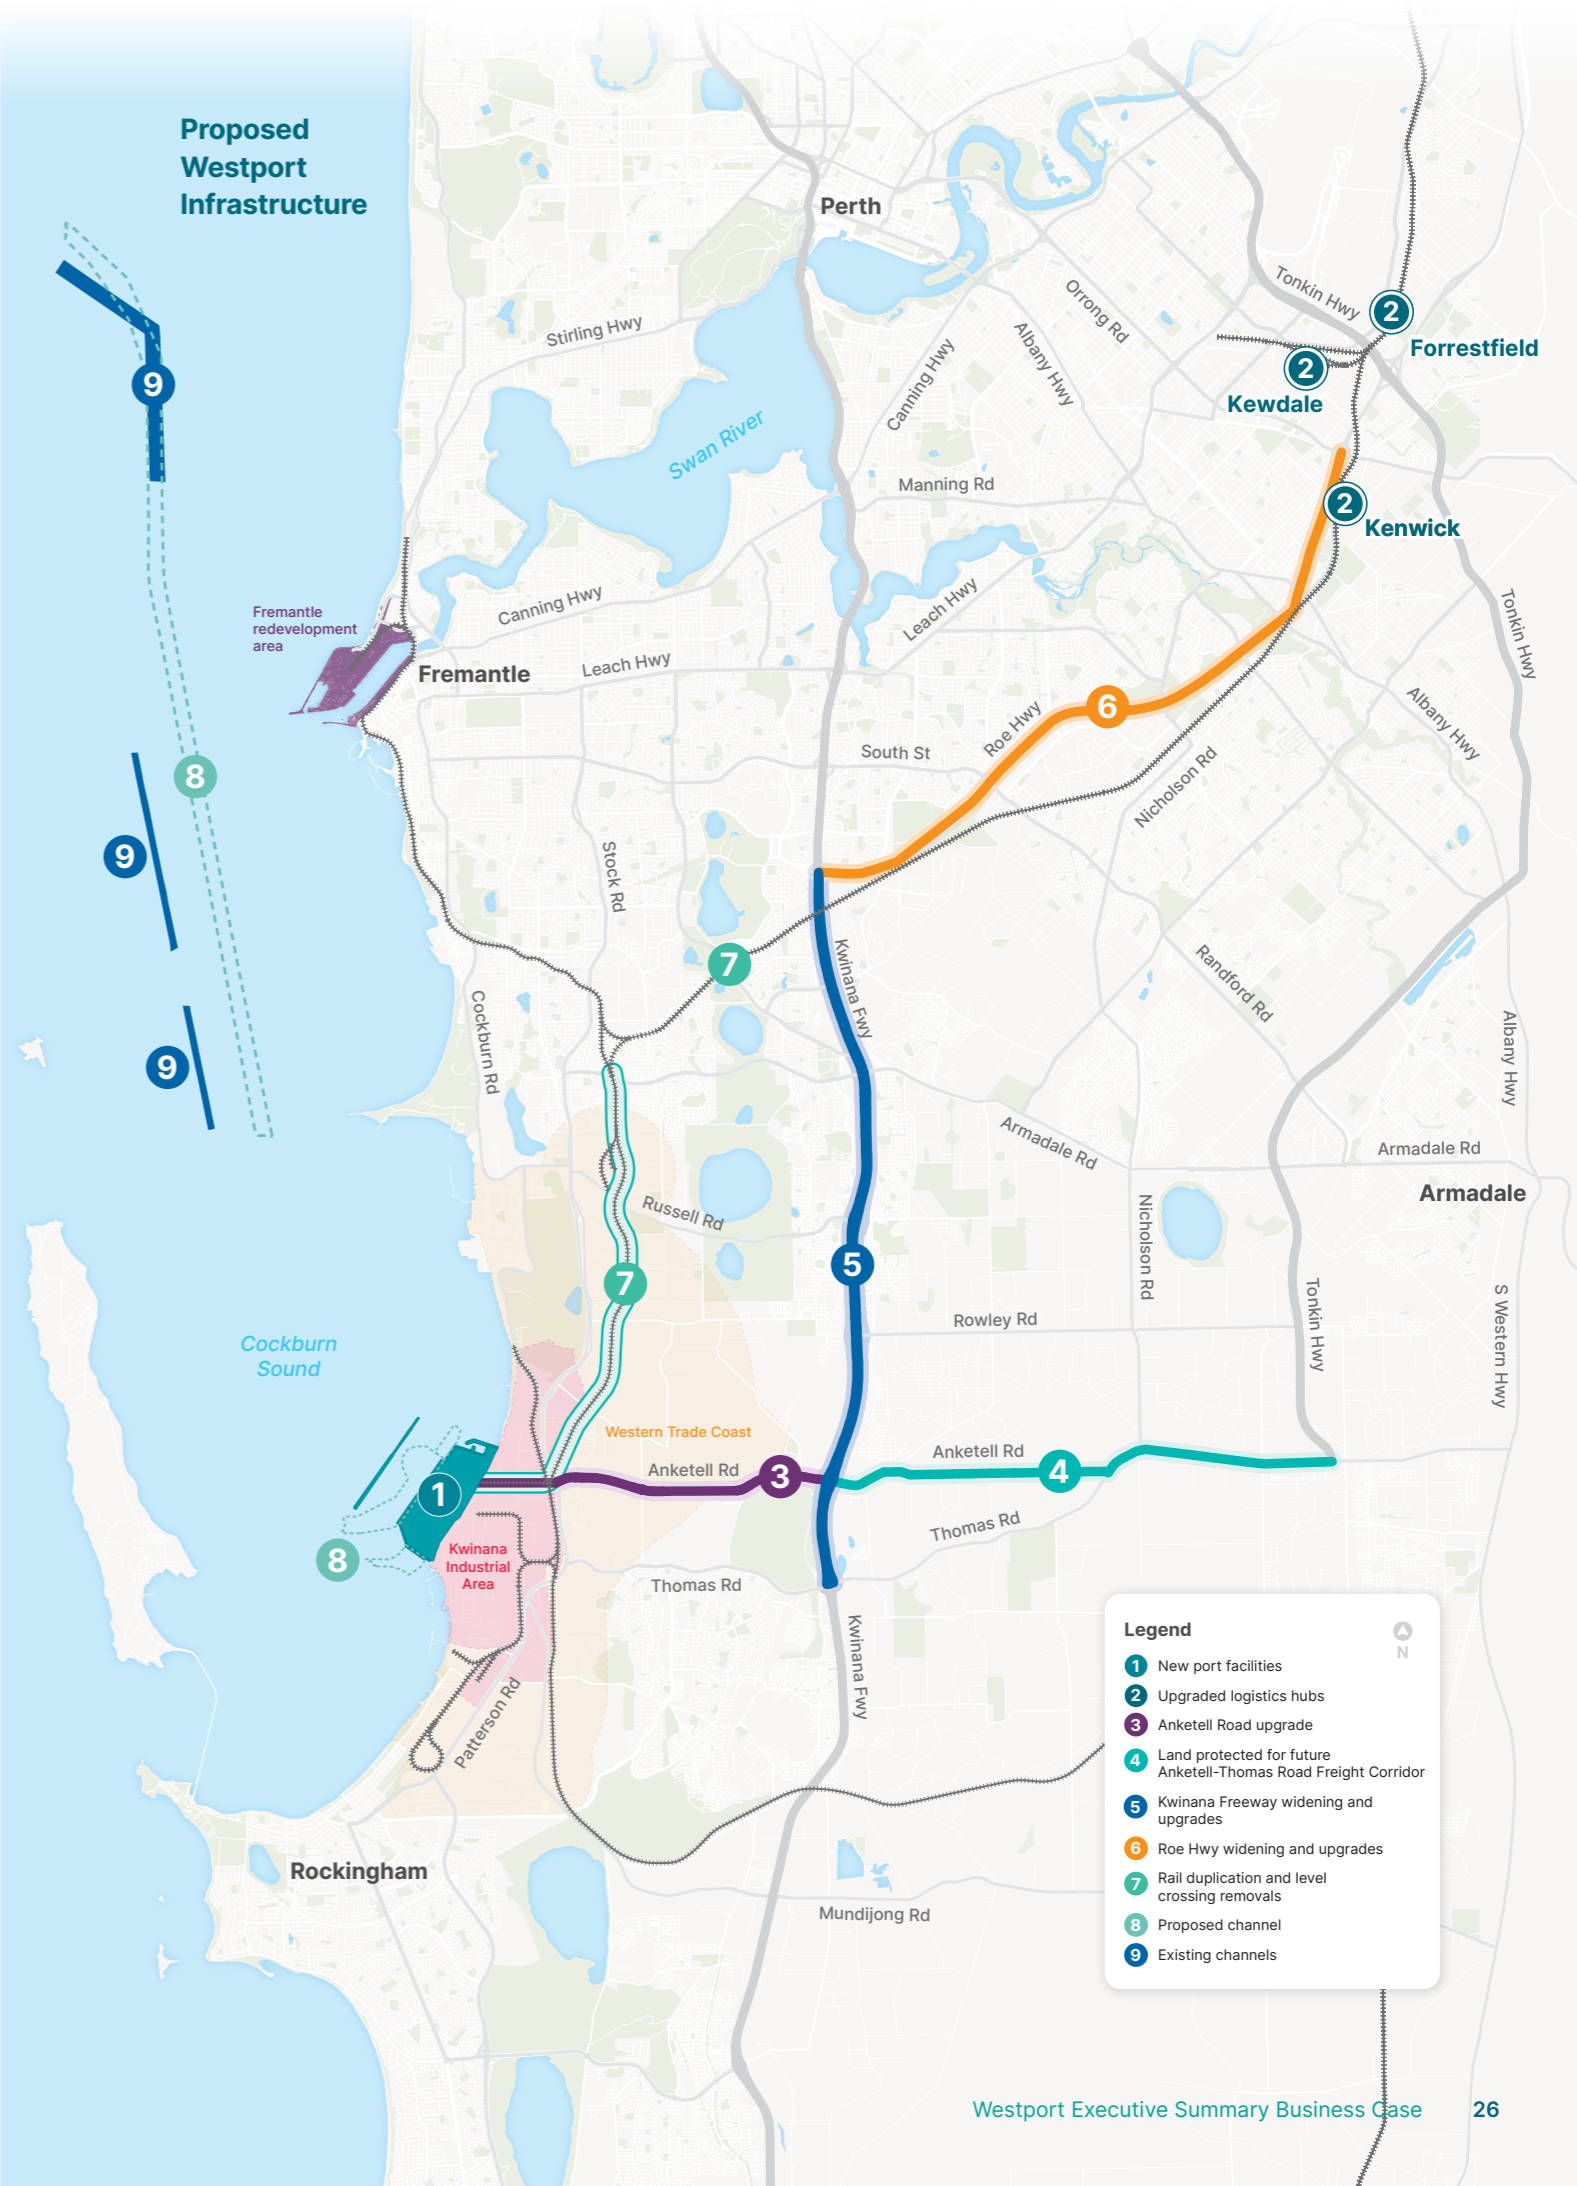 Proposed
Westport
Infrastructure
Perth
Stirling Hwy
Swan River
Canning Hwy
Albany Hwy
Orrong Rd
Tonkin Hwy
2
Forrestfield
2
Kewdale
Manning Rd
2
Kenwick
9
Fremantle
redevelopment
area
Fremantle
Canning Hwy
Leach Hwy
Leach Hwy
Tonkin Hwy
Albany Hwy
6
Roe Hwy
South St
Nicholson Rd
8
9
Stock Rd
7
Kwinana Fwy
Randford Rd
Cockburn Rd
9
Albany Hwy
Armadale Rd
Armadale Rd
Armadale
Russell Rd
Nicholson Rd
7
5
Rowley Rd
Tonkin Hwy
S Western Hwy
Cockburn
Sound
Western Trade Coast
Anketell Rd
3
Anketell Rd
4
1
8
Kwinana
Industrial
Area
Thomas Rd
Thomas Rd
Kwinana Fwy
Patterson Rd
Rockingham
Mundijong Rd
Legend
N
1 New port facilities
2 Upgraded logistics hubs
3 Anketell Road upgrade
4 Land protected for future
Anketell-Thomas Road Freight Corridor
5 Kwinana Freeway widening and
upgrades
6 Roe Hwy widening and upgrades
7 Rail duplication and level
crossing removals
8 Proposed channel
9 Existing channels
Westport Executive Summary Business Case 26